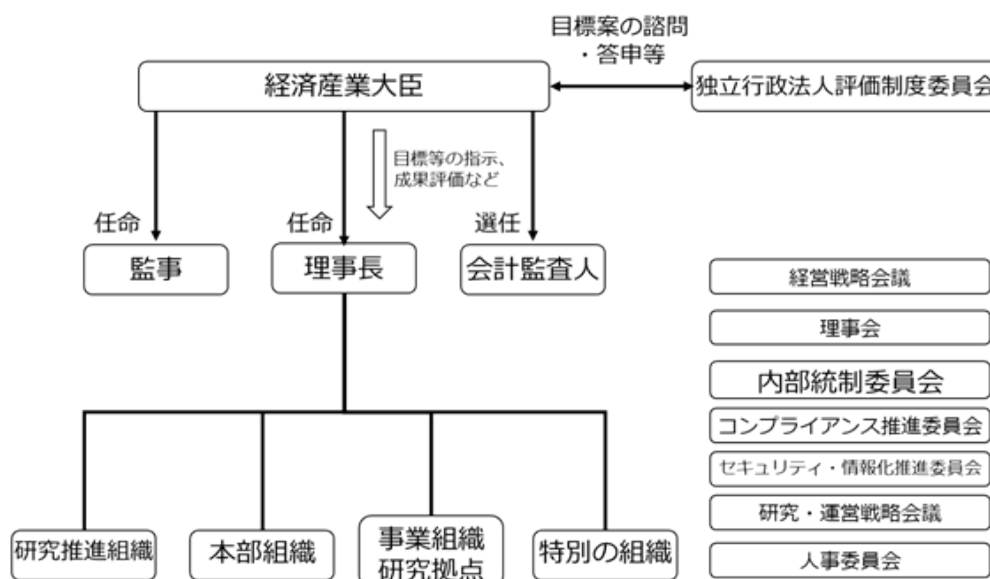 目標案の諮問
・答申等
経済産業大臣
独立行政法人評価制度委員会
目標等の指示、
成果評価など
任命
任命
選任
監事
理事長
会計監査人
経営戦略会議
理事会
内部統制委員会
コンプライアンス推進委員会
セキュリティ・情報化推進委員会
研究・運営戦略会議
人事委員会
研究推進組織
本部組織
事業組織
研究拠点
特別の組織